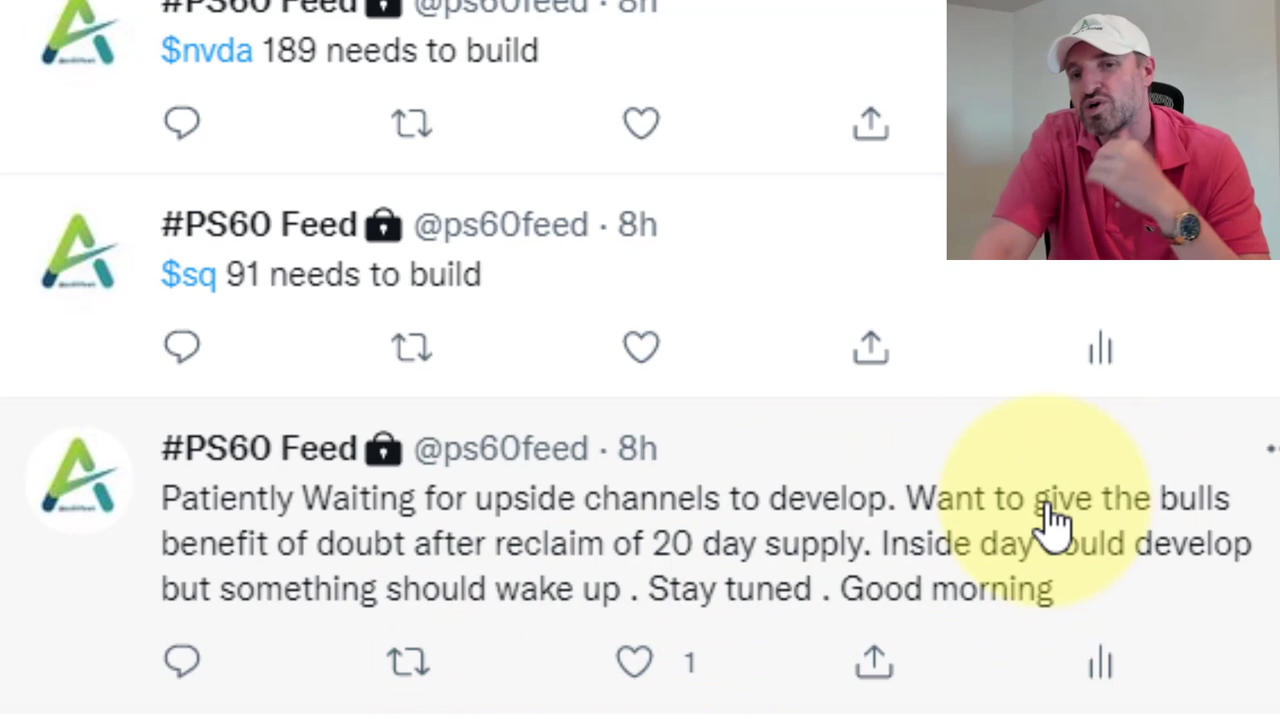 #PS60 Feed @ps60feed · 8h
$nvda 189 needs to build
#PS60 Feed @ps60feed · 8h
$sq 91 needs to build
#PS60 Feed @ps60feed · 8h
Patiently Waiting for upside channels to develop. Want to give the bulls
benefit of doubt after reclaim of 20 day supply. Inside day could develop
but something should wake up . Stay tuned . Good morning
1